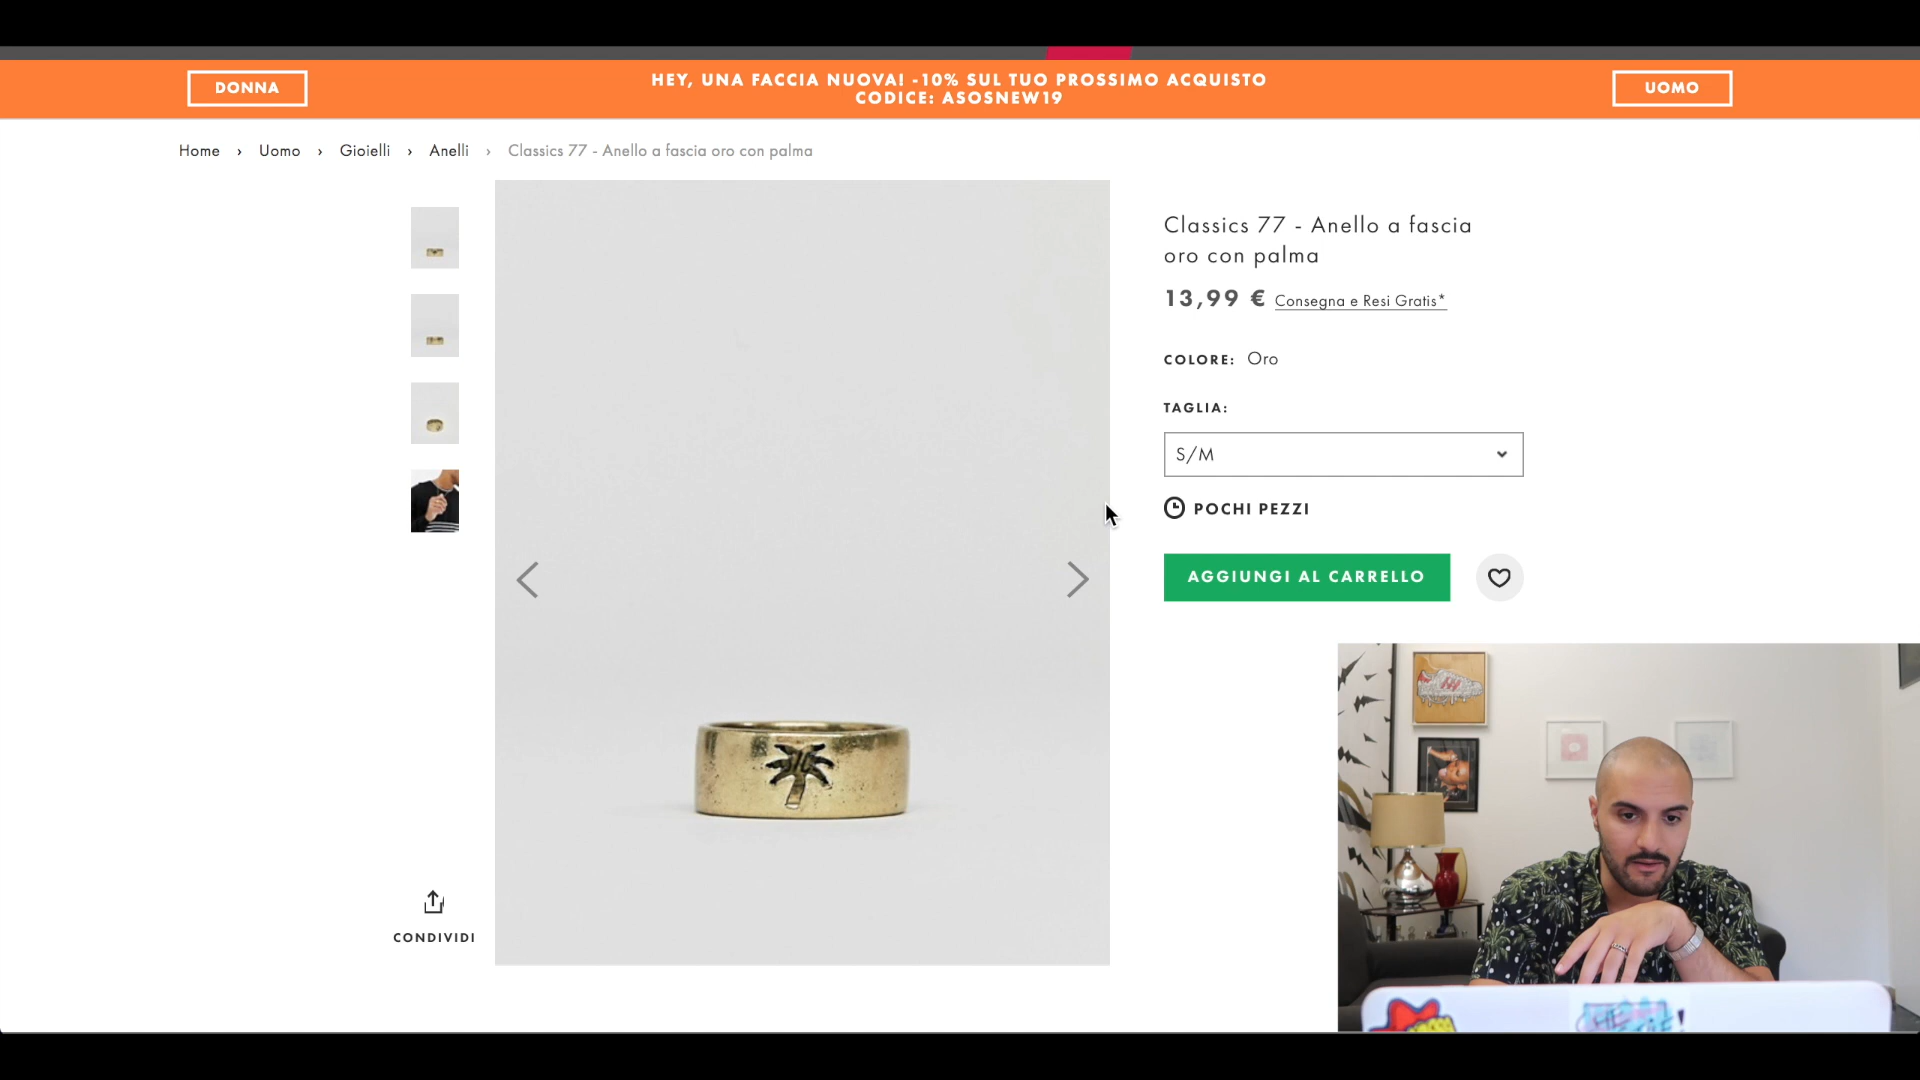 DONNA
HEY, UNA FACCIA NUOVA! -10% SUL TUO PROSSIMO ACQUISTO
CODICE: ASOSNEW19
UOMO
Home › Uomo › Gioielli › Anelli › Classics 77 - Anello a fascia oro con palma
Classics 77 - Anello a fascia
oro con palma
13,99 € Consegna e Resi Gratis*
COLORE: Oro
TAGLIA:
S/M
POCHI PEZZI
AGGIUNGI AL CARRELLO
CONDIVIDI